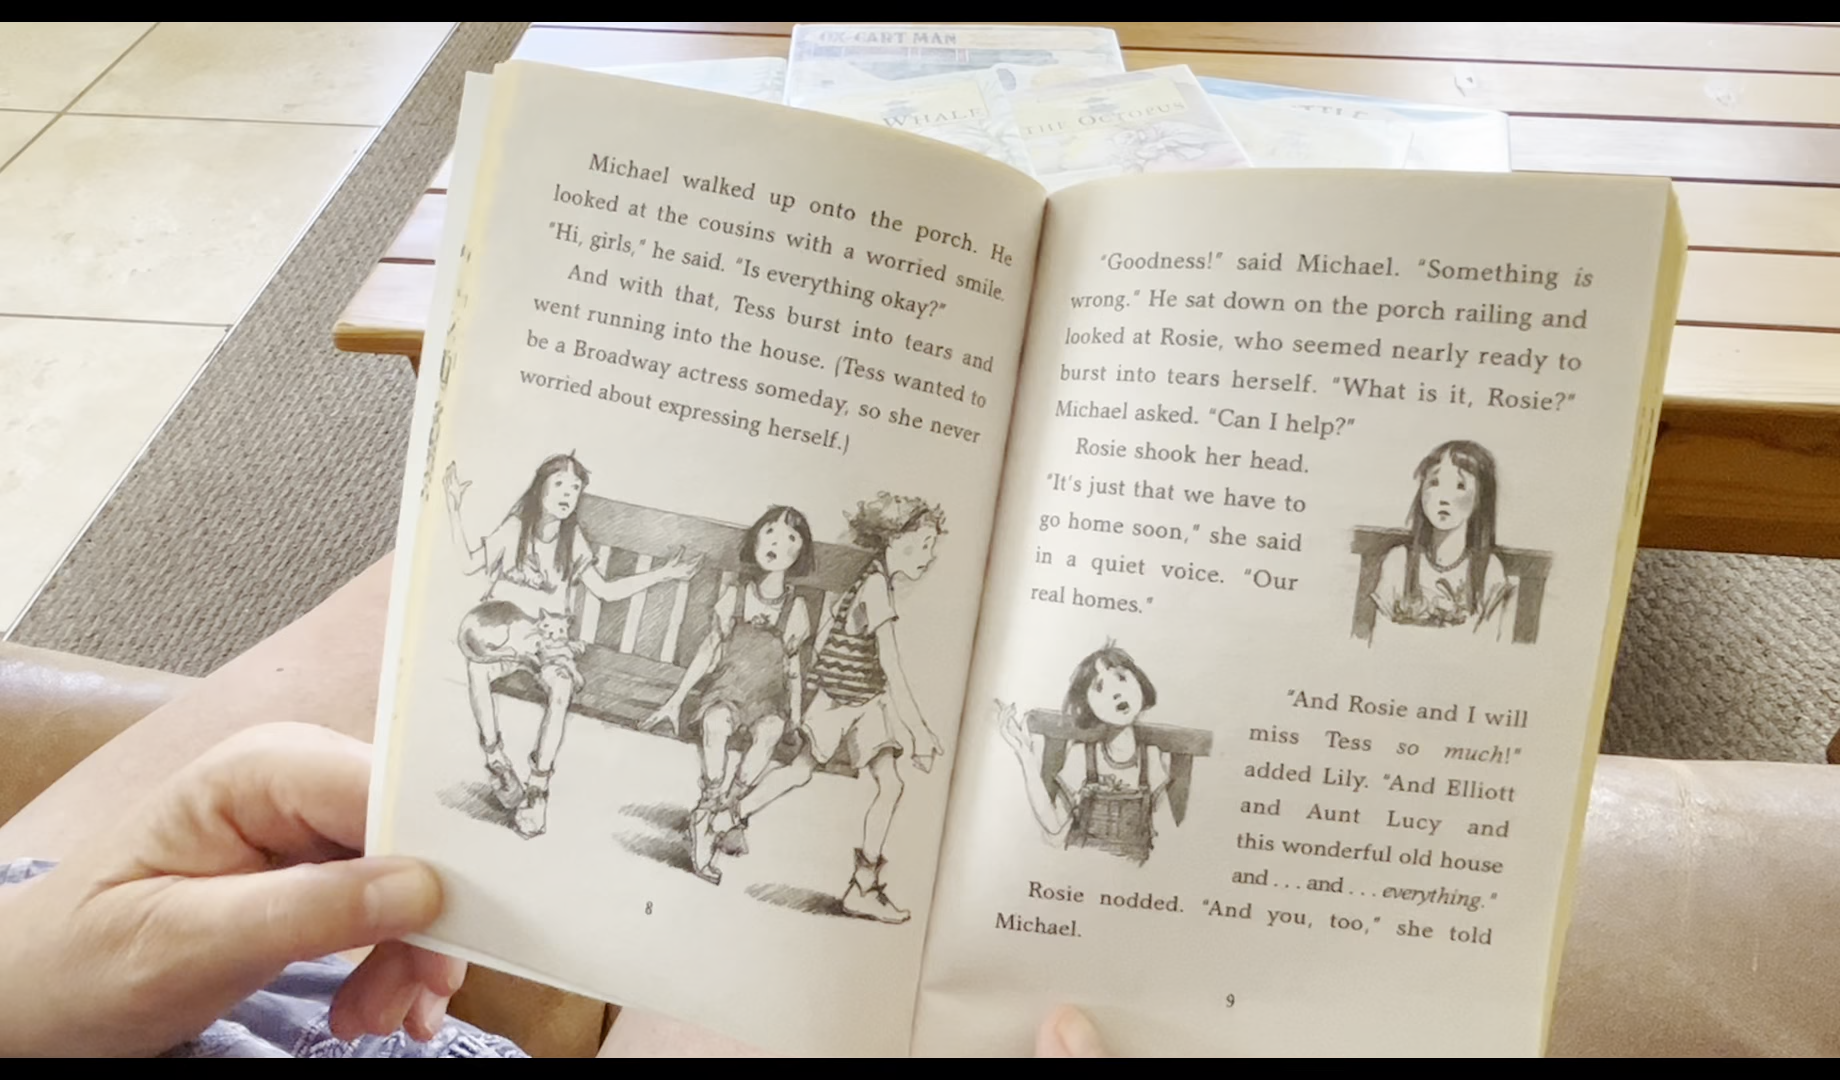 OX-CART MAN
WHALE
THE OCTOPUS
Michael walked up onto the porch. He
looked at the cousins with a worried smile.
"Hi, girls," he said. "Is everything okay?"
And with that, Tess burst into tears and
went running into the house. (Tess wanted to
be a Broadway actress someday, so she never
worried about expressing herself.)
8
"Goodness!" said Michael. "Something is
wrong." He sat down on the porch railing and
looked at Rosie, who seemed nearly ready to
burst into tears herself. "What is it, Rosie?"
Michael asked. "Can I help?"
Rosie shook her head.
"It's just that we have to
go home soon," she said
in a quiet voice. "Our
real homes."
"And Rosie and I will
miss Tess so much!"
added Lily. "And Elliott
and Aunt Lucy and
this wonderful old house
and . . . and . . . everything."
Rosie nodded. "And you, too," she told
Michael.
9